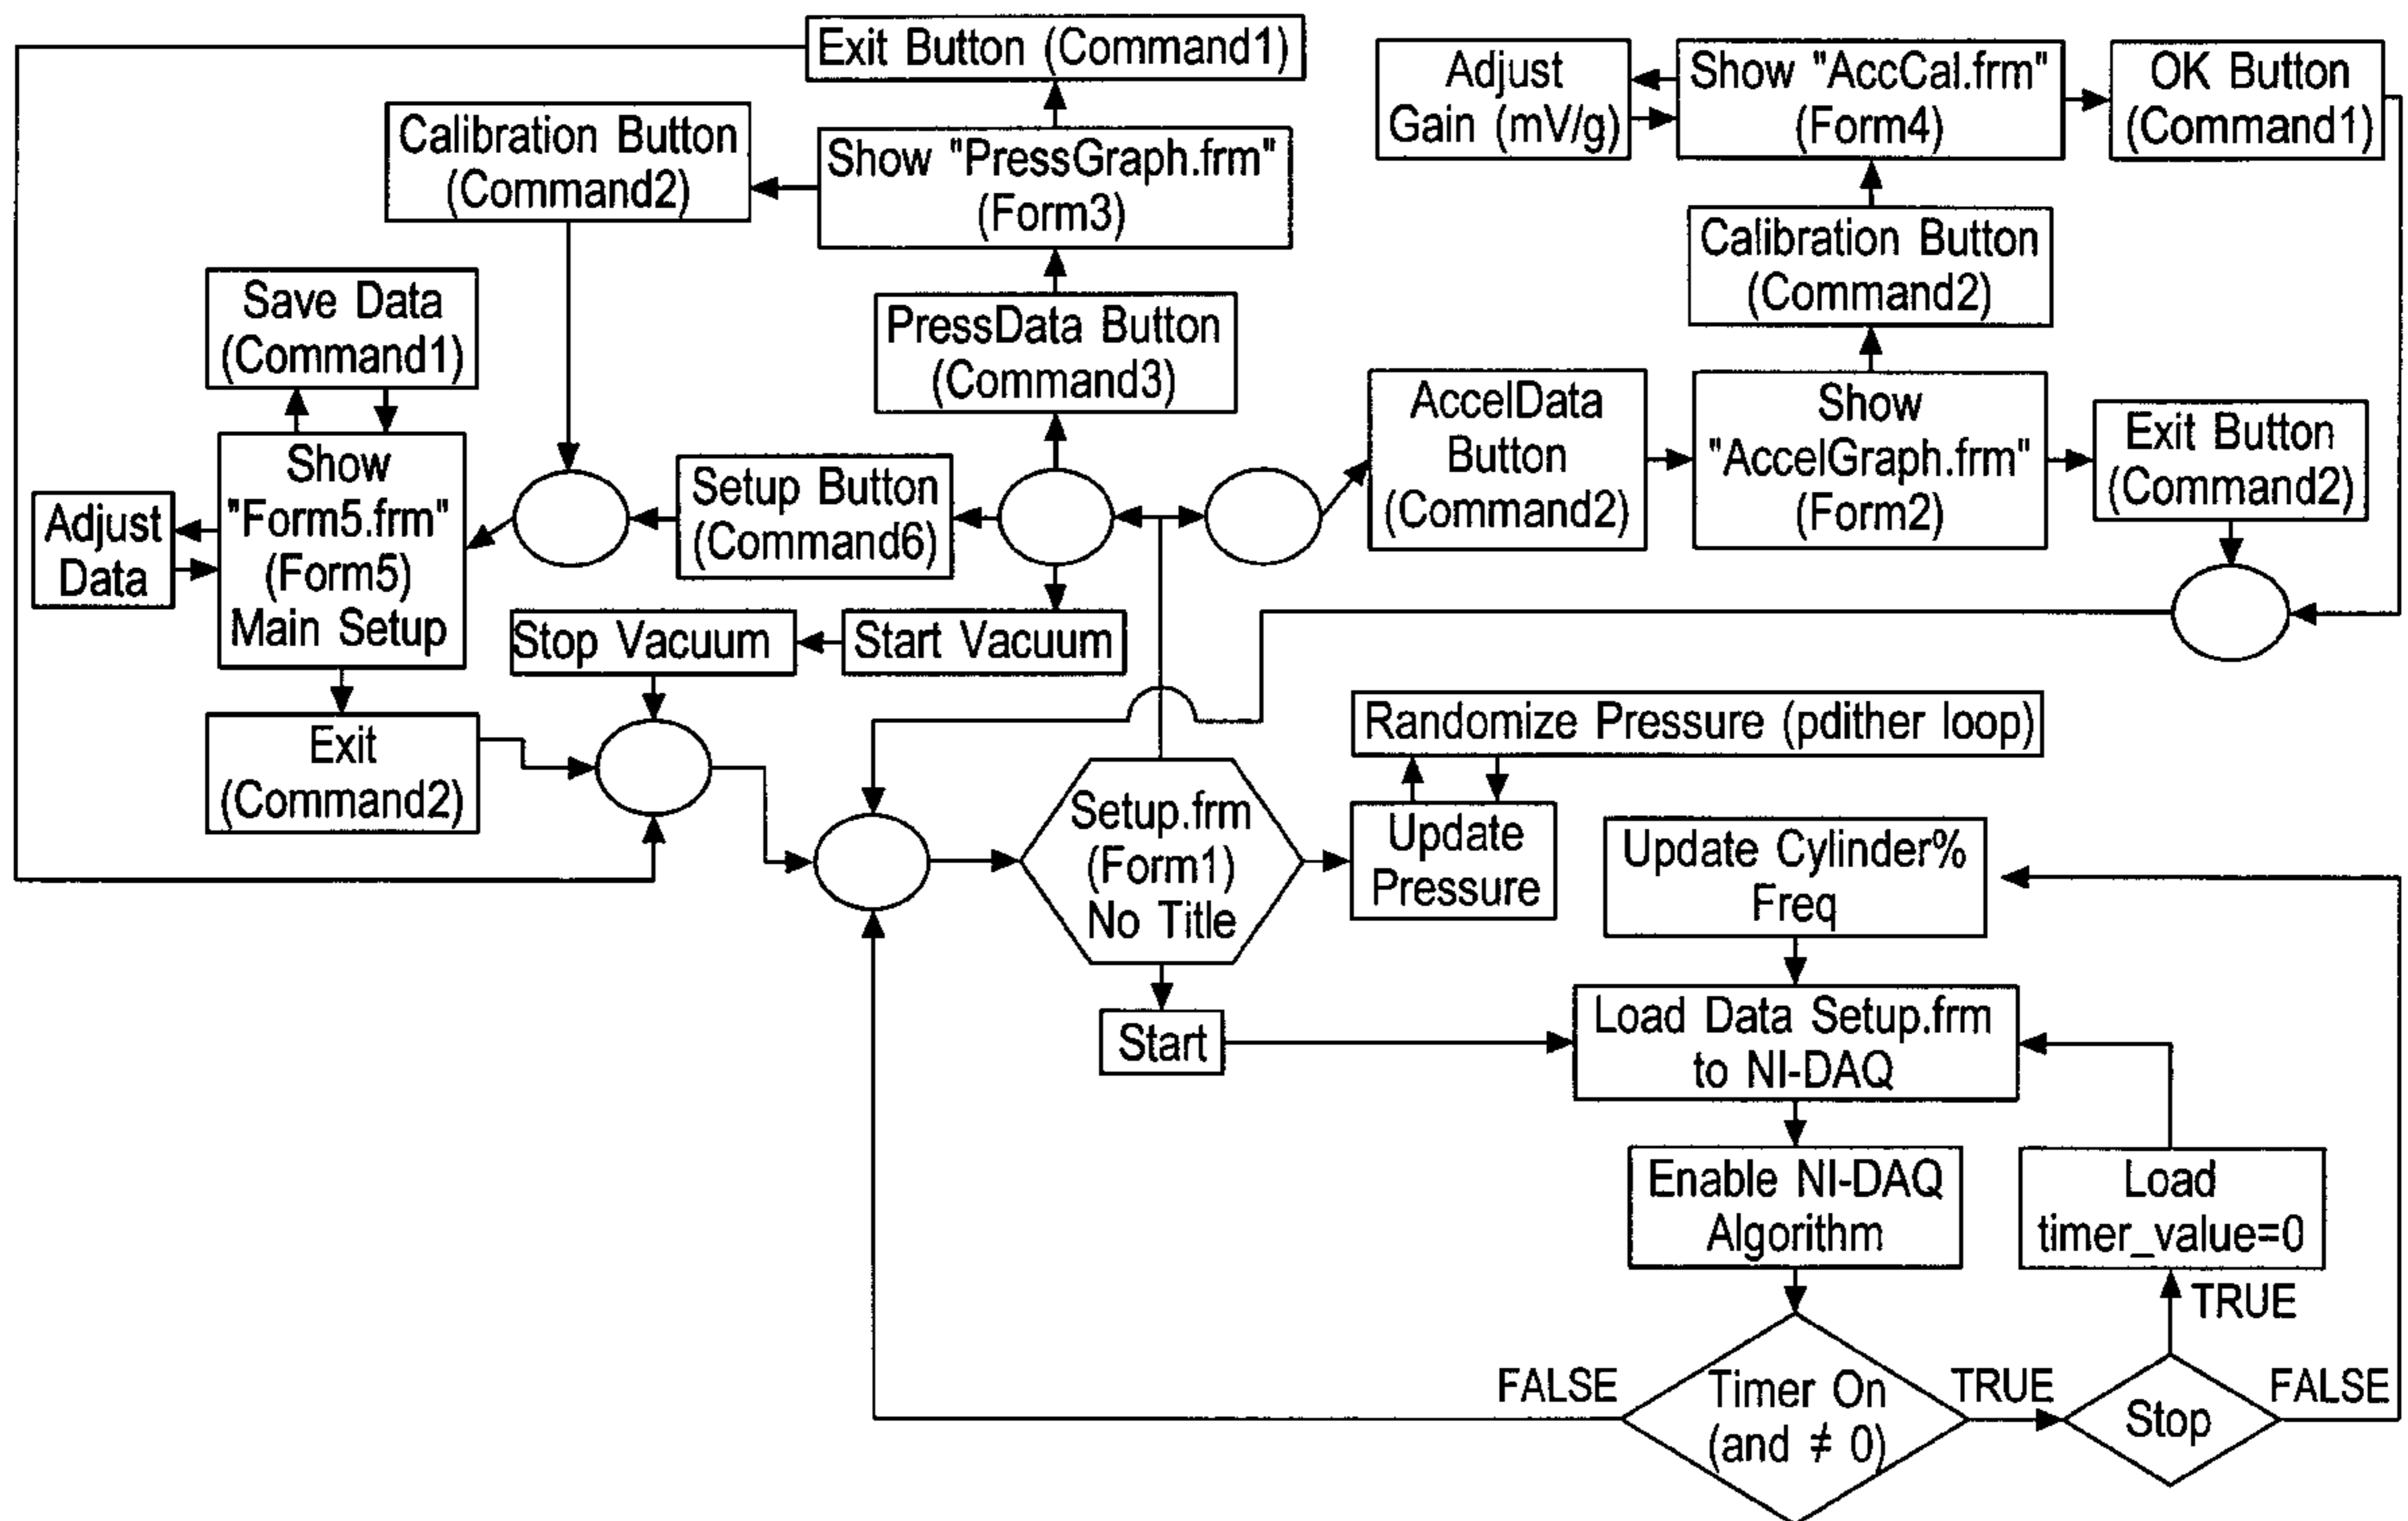 Exit Button (Command1)
Adjust
Gain (mV/g)
Show "AccCal.frm"
(Form4)
OK Button
(Command1)
Calibration Button
(Command2)
Show "PressGraph.frm"
(Form3)
Calibration Button
(Command2)
Save Data
(Command1)
PressData Button
(Command3)
AccelData
Button
(Command2)
Show
"AccelGraph.frm"
(Form2)
Exit Button
(Command2)
Adjust
Data
Show
"Form5.frm"
(Form5)
Main Setup
Setup Button
(Command6)
Stop Vacuum
Start Vacuum
Exit
(Command2)
Randomize Pressure (pdither loop)
Setup.frm
(Form1)
No Title
Update
Pressure
Update Cylinder%
Freq
Start
Load Data Setup.frm
to NI-DAQ
Enable NI-DAQ
Algorithm
Load
timer_value=0
TRUE
FALSE
Timer On
(and ≠ 0)
TRUE
Stop
FALSE